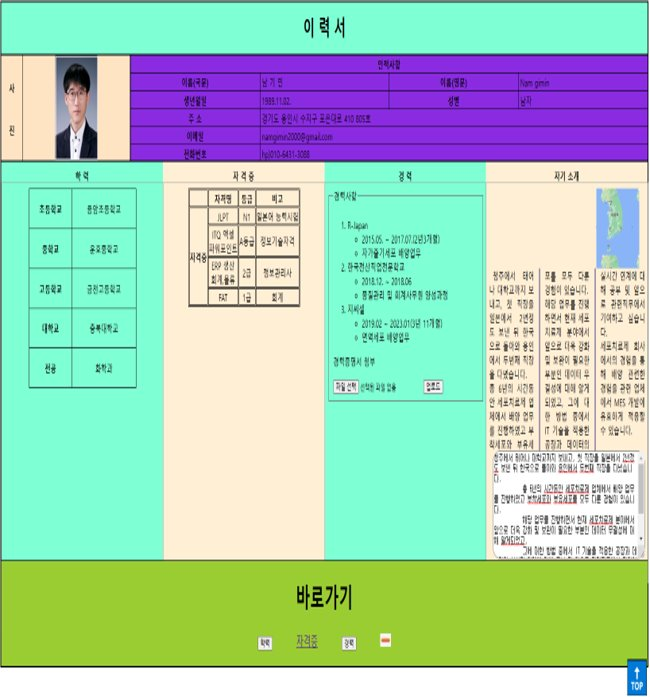 이 력 서
사
진
인적사항
이름(국문) 남 기 민 이름(영문) Nam gimin
생년월일 1989.11.02. 성별 남자
주 소 경기도 용인시 수지구 포은대로 410 805호
이메일 namgimin2000@gmail.com
전화번호 hp)010-6431-3088
학 력
초등학교 중앙초등학교
중학교 운호중학교
고등학교 금천고등학교
대학교 충북대학교
전공 화학과
자 격 증
자격증
자격명 등급 비고
JLPT N1 일본어 능력시험
ITQ 엑셀 파워포인트 A등급 정보기술자격
ERP 생산 회계,물류 2급 정보관리사
FAT 1급 회계
경 력
경력사항
1. R-Japan
2015.05. ~ 2017.07.(2년3개월)
자가줄기세포 배양업무
2. 한국전산직업전문학교
2018.12. ~ 2018.06
품질관리 및 회계사무원 양성과정
3. 지씨셀
2019.02 ~ 2023.01(3년 11개월)
면역세포 배양업무
경력증명서 첨부
파일 선택 선택된 파일 없음 업로드
자기 소개
청주에서 태어
나 대학교까지 보
내고, 첫 직장을
일본에서 2년정
도 보낸 뒤 한국
으로 돌아와 용인
에서 두번째 직장
을 다녔습니다.
총 6년의 시간동
안 세포치료제 업
체에서 배양 업무
를 진행하였고 부
착세포와 부유세
포를 모두 다룬
경험이 있습니다.
해당 업무를 진행
하면서 현재 세포
치료제 분야에서
앞으로 더욱 강화
및 보완이 필요한
부분인 데이터 무
결성에 대해 알게
되었고, 그에 대
한 방법 중에서
IT 기술을 적용한
공장과 데이터의
실시간 연계에 대
해 공부 및 앞으
로 관련직무에서
기여하고 싶습니
다.
세포치료제 회사
에서의 경험을 통
해 배양 관련한
경험을 관련 업체
에서 MES 개발에
유효하게 적용할
수 있습니다.
청주에서 태어나 대학교까지 보내고, 첫 직장을 일본에서 2년정
도 보낸 뒤 한국으로 돌아와 용인에서 두번째 직장을 다녔습니
다.
총 6년의 시간동안 세포치료제 업체에서 배양 업무
를 진행하였고 부착세포와 부유세포를 모두 다룬 경험이 있습니
다.
해당 업무를 진행하면서 현재 세포치료제 분야에서
앞으로 더욱 강화 및 보완이 필요한 부분인 데이터 무결성에 대
해 알게되었고,
그에 대한 방법 중에서 IT 기술을 적용한 공장과 데
바로가기
학력 자격증 경력
TOP